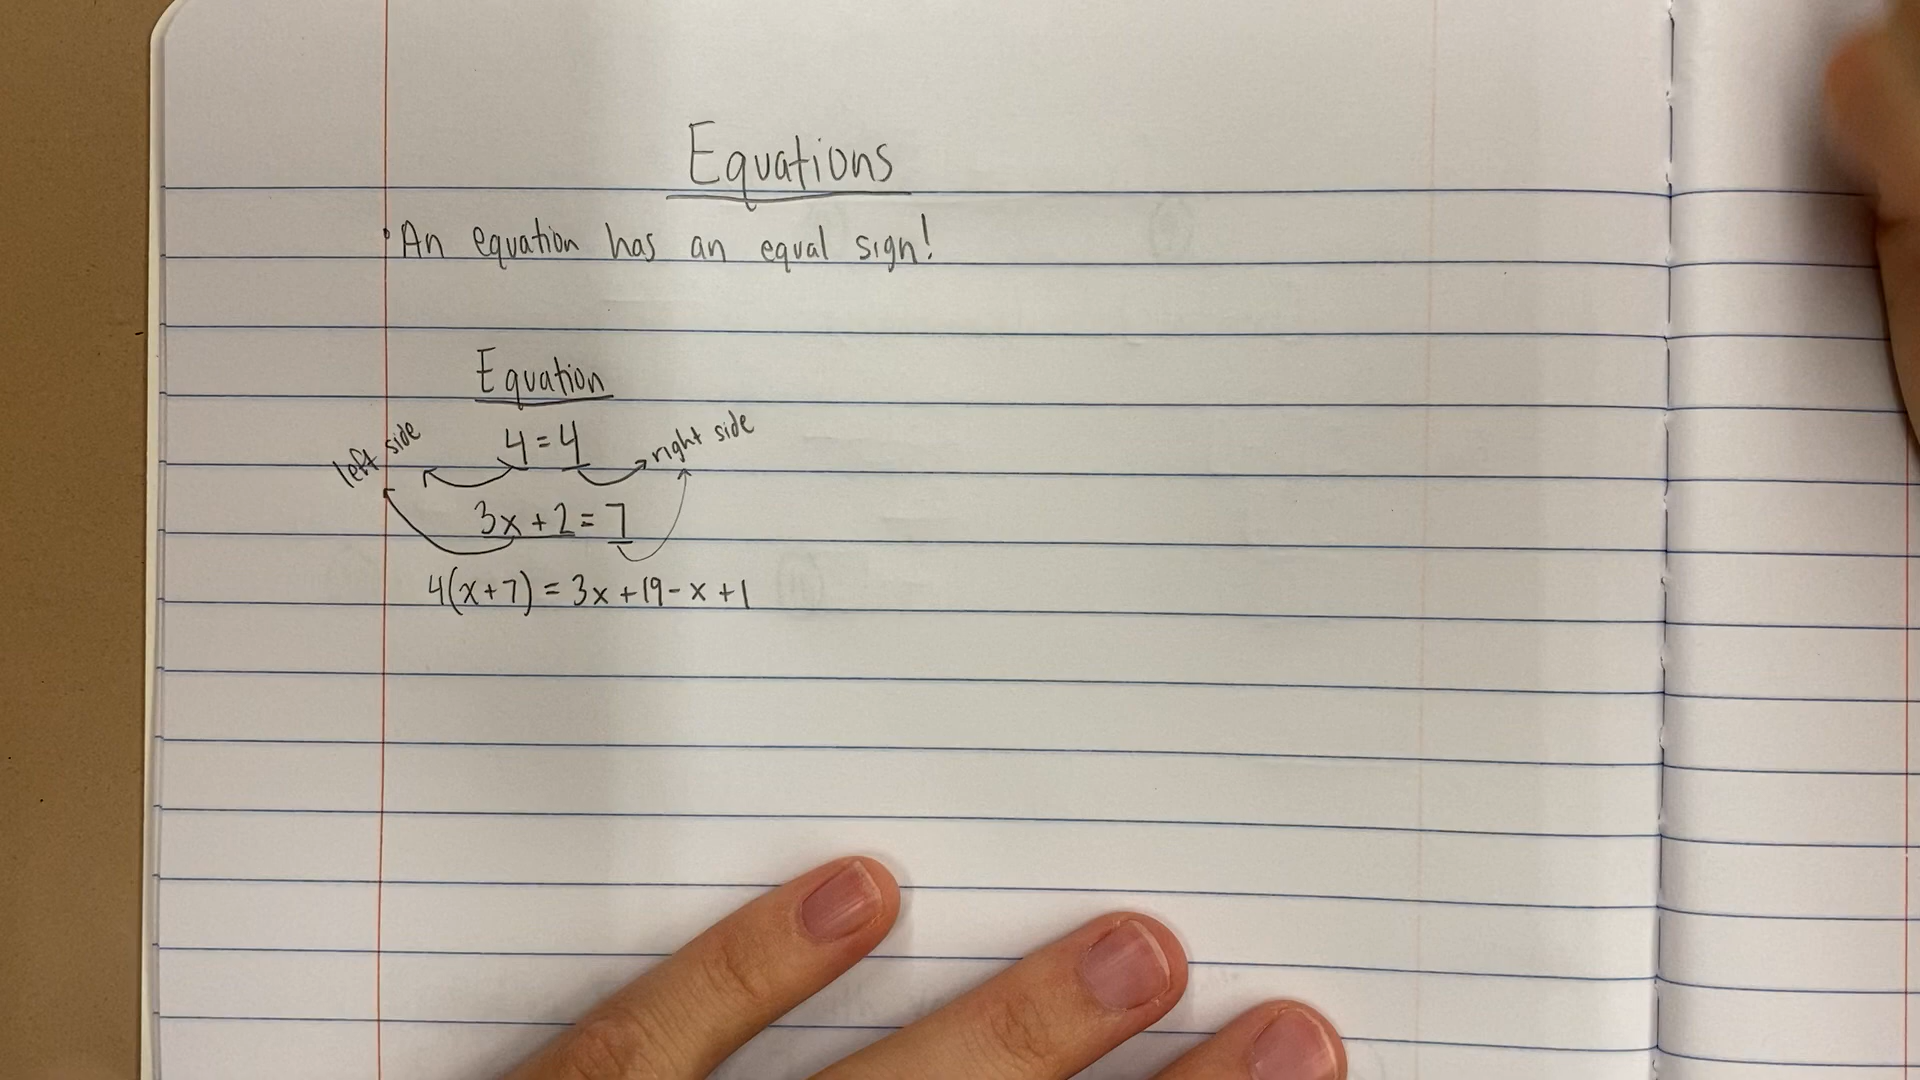 Equations
• An equation has an equal sign!
Equation
left side 4 = 4 right side
3x + 2 = 7
4(x+7) = 3x + 19 - x + 1